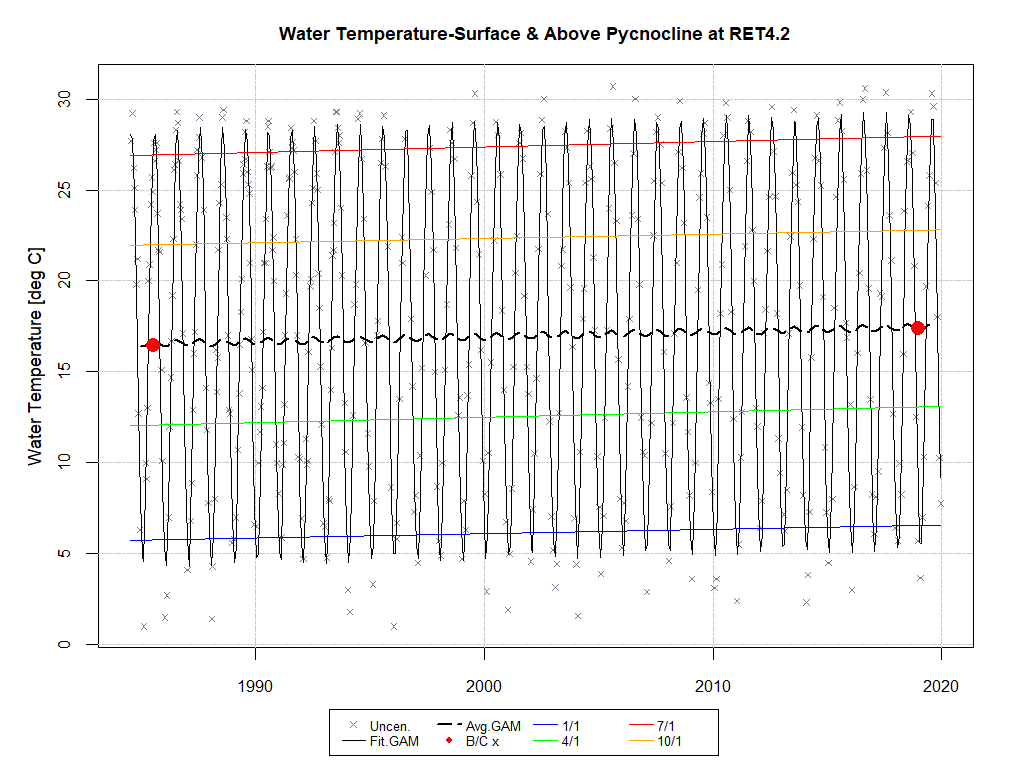 Water Temperature-Surface & Above Pycnocline at RET4.2
Water Temperature [deg C]
30
25
20
15
10
5
0
1990 2000 2010 2020
Uncen. Avg.GAM 1/1 7/1
Fit.GAM B/C x 4/1 10/1